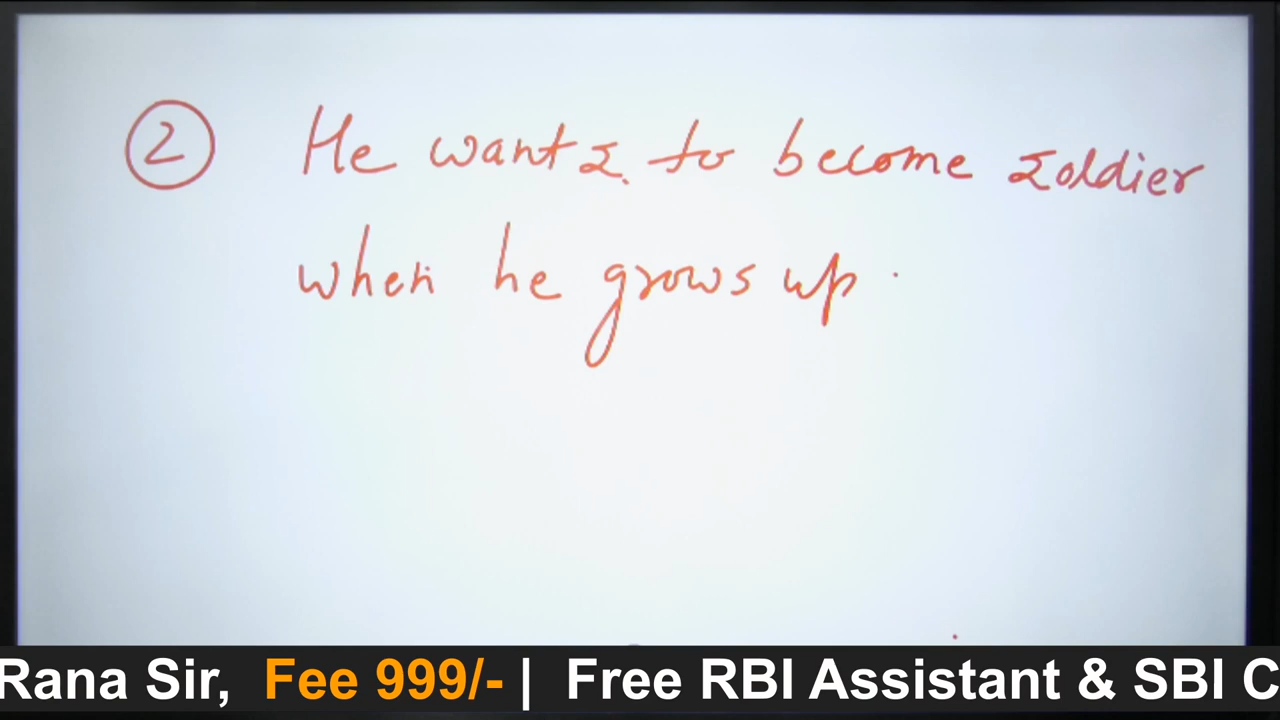 2 He wants to become soldier
when he grows up.
Rana Sir, Fee 999/- | Free RBI Assistant & SBI C